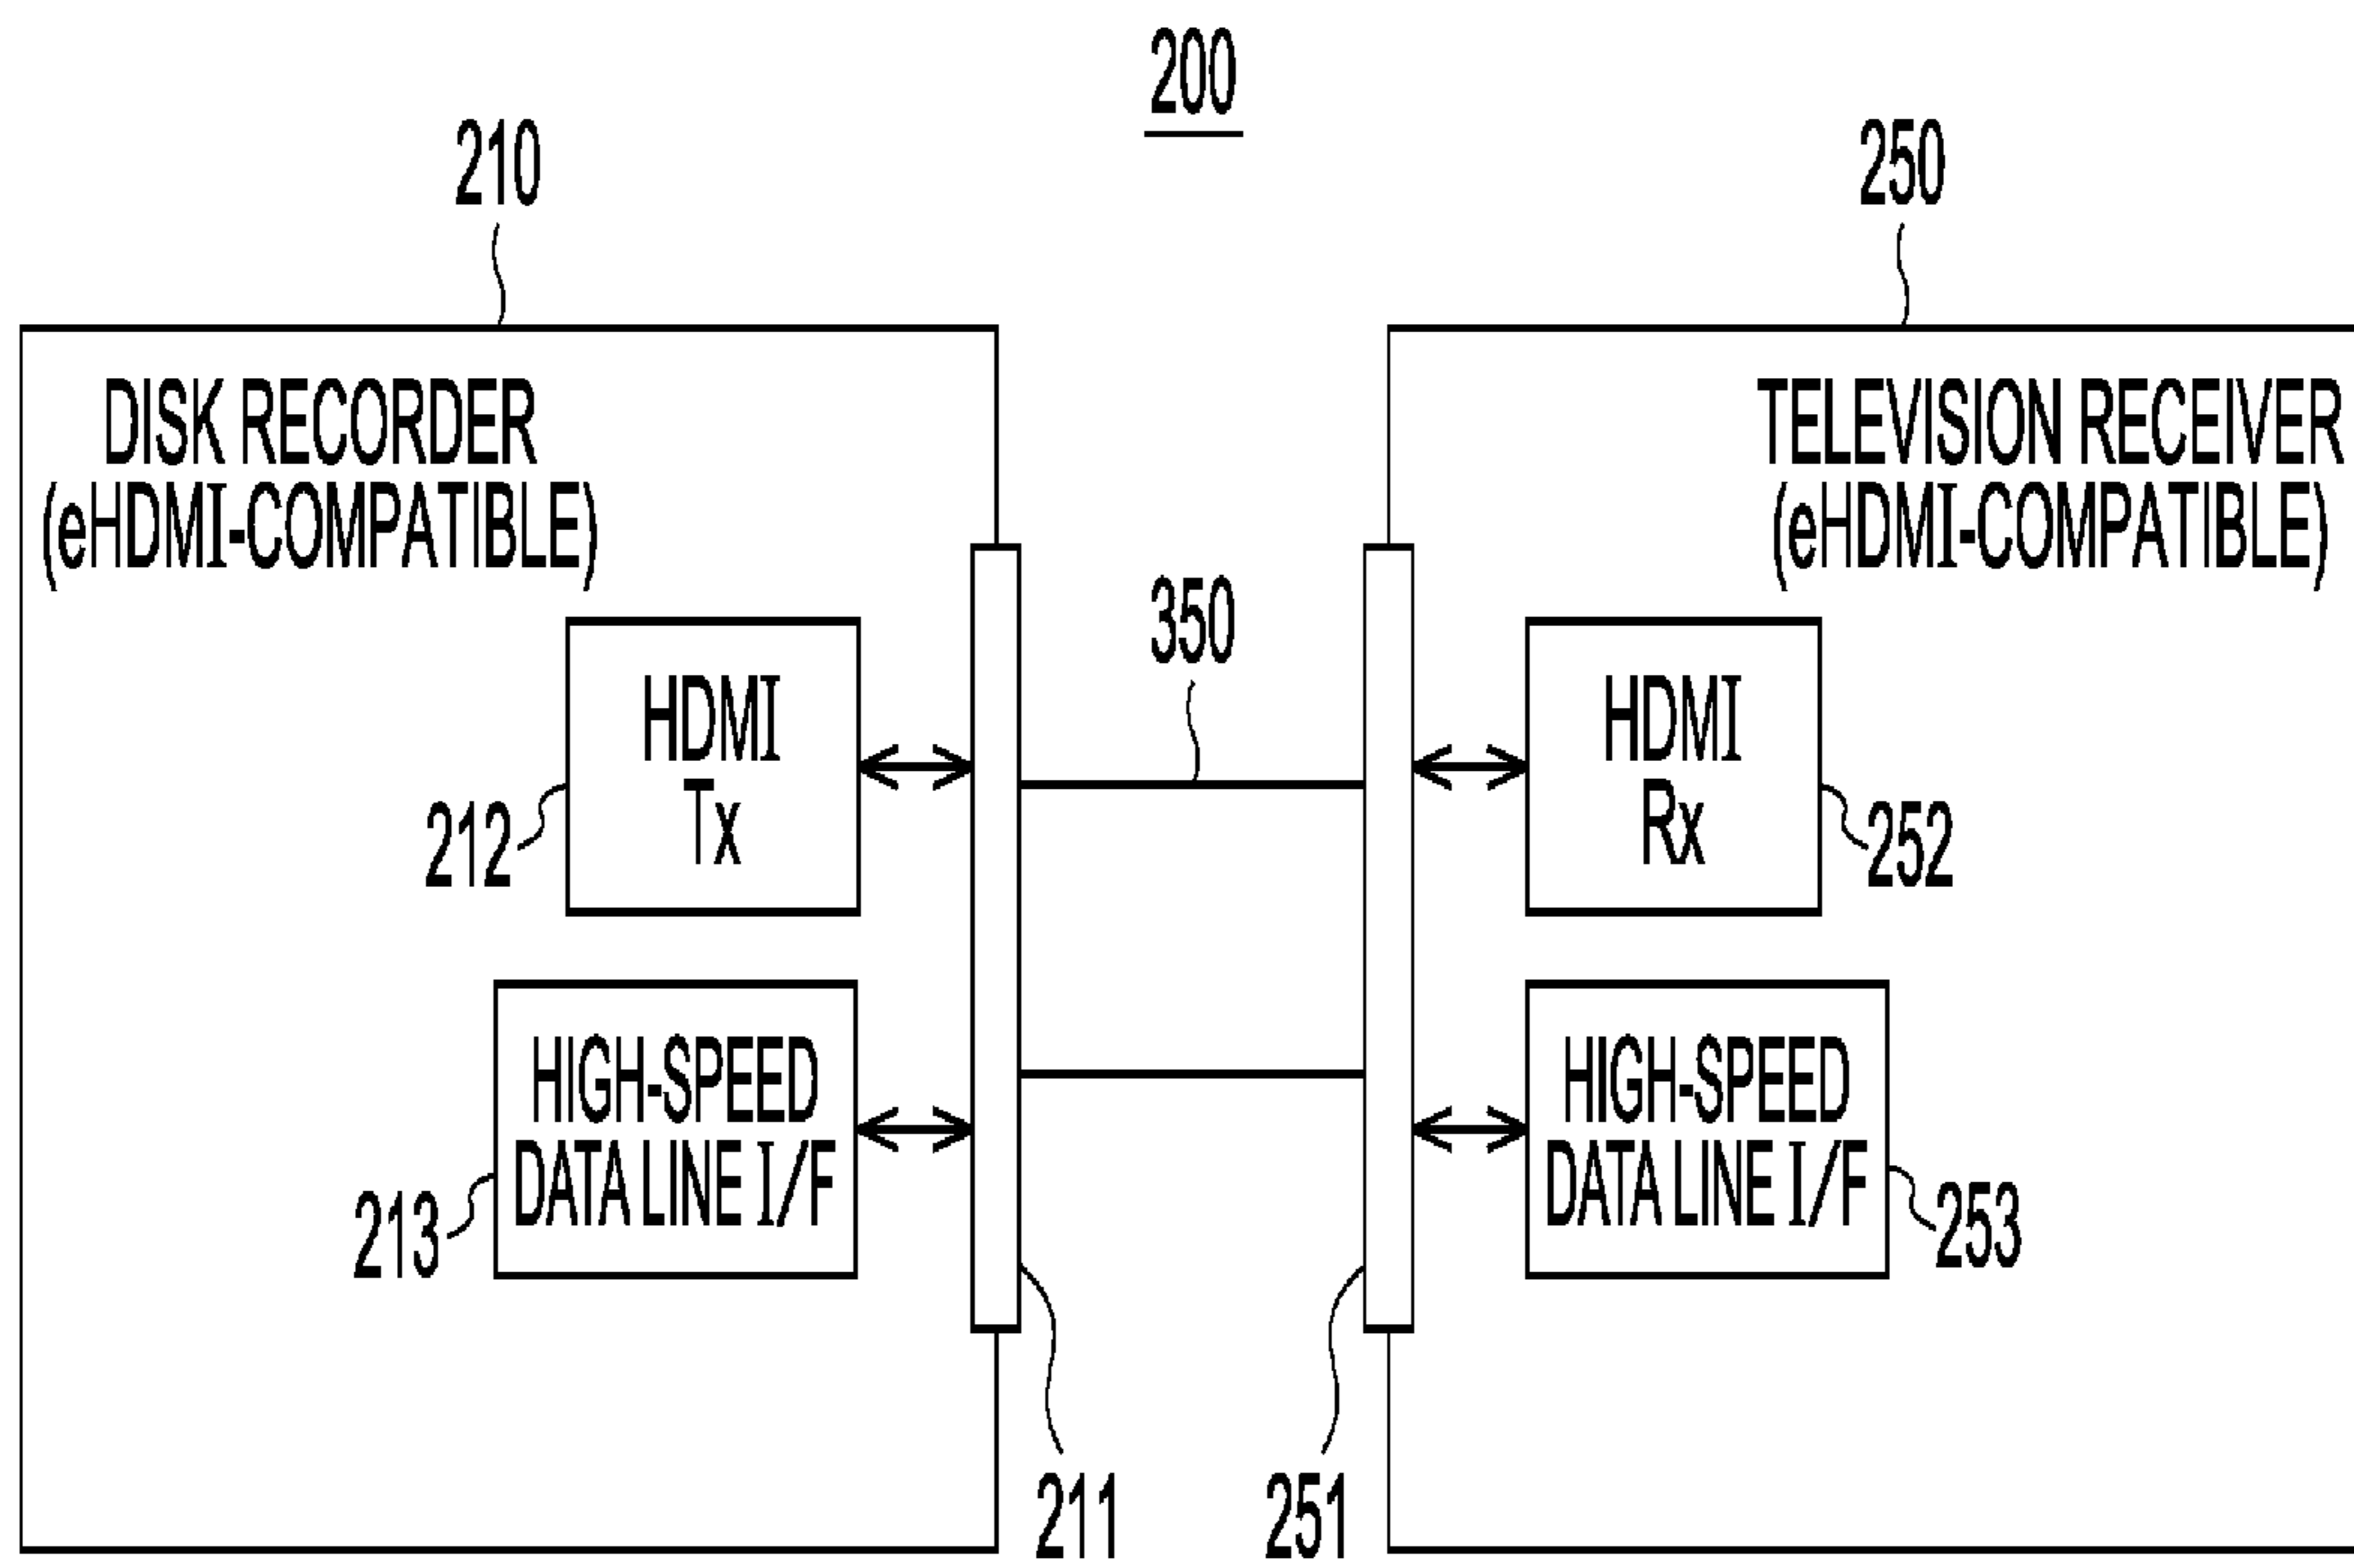 200
210
250
DISK RECORDER
(eHDMI-COMPATIBLE)
TELEVISION RECEIVER
(eHDMI-COMPATIBLE)
350
HDMI
Tx
212
HDMI
Rx
252
HIGH-SPEED
DATA LINE I/F
213
HIGH-SPEED
DATA LINE I/F
253
211
251